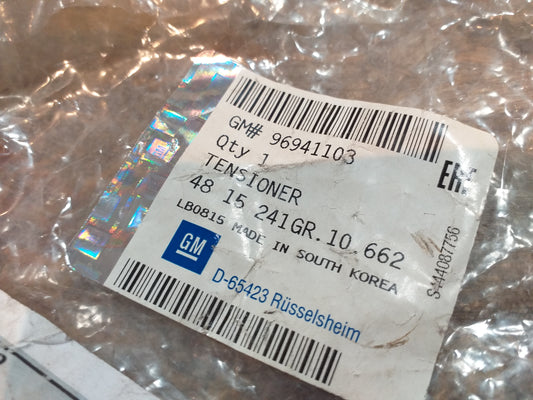 GM# 96941103
Qty 1
TENSIONER
48 15 241GR.10 662
LB0815 MADE IN SOUTH KOREA
GM
D-65423 Rüsselsheim
EAC
S444087756